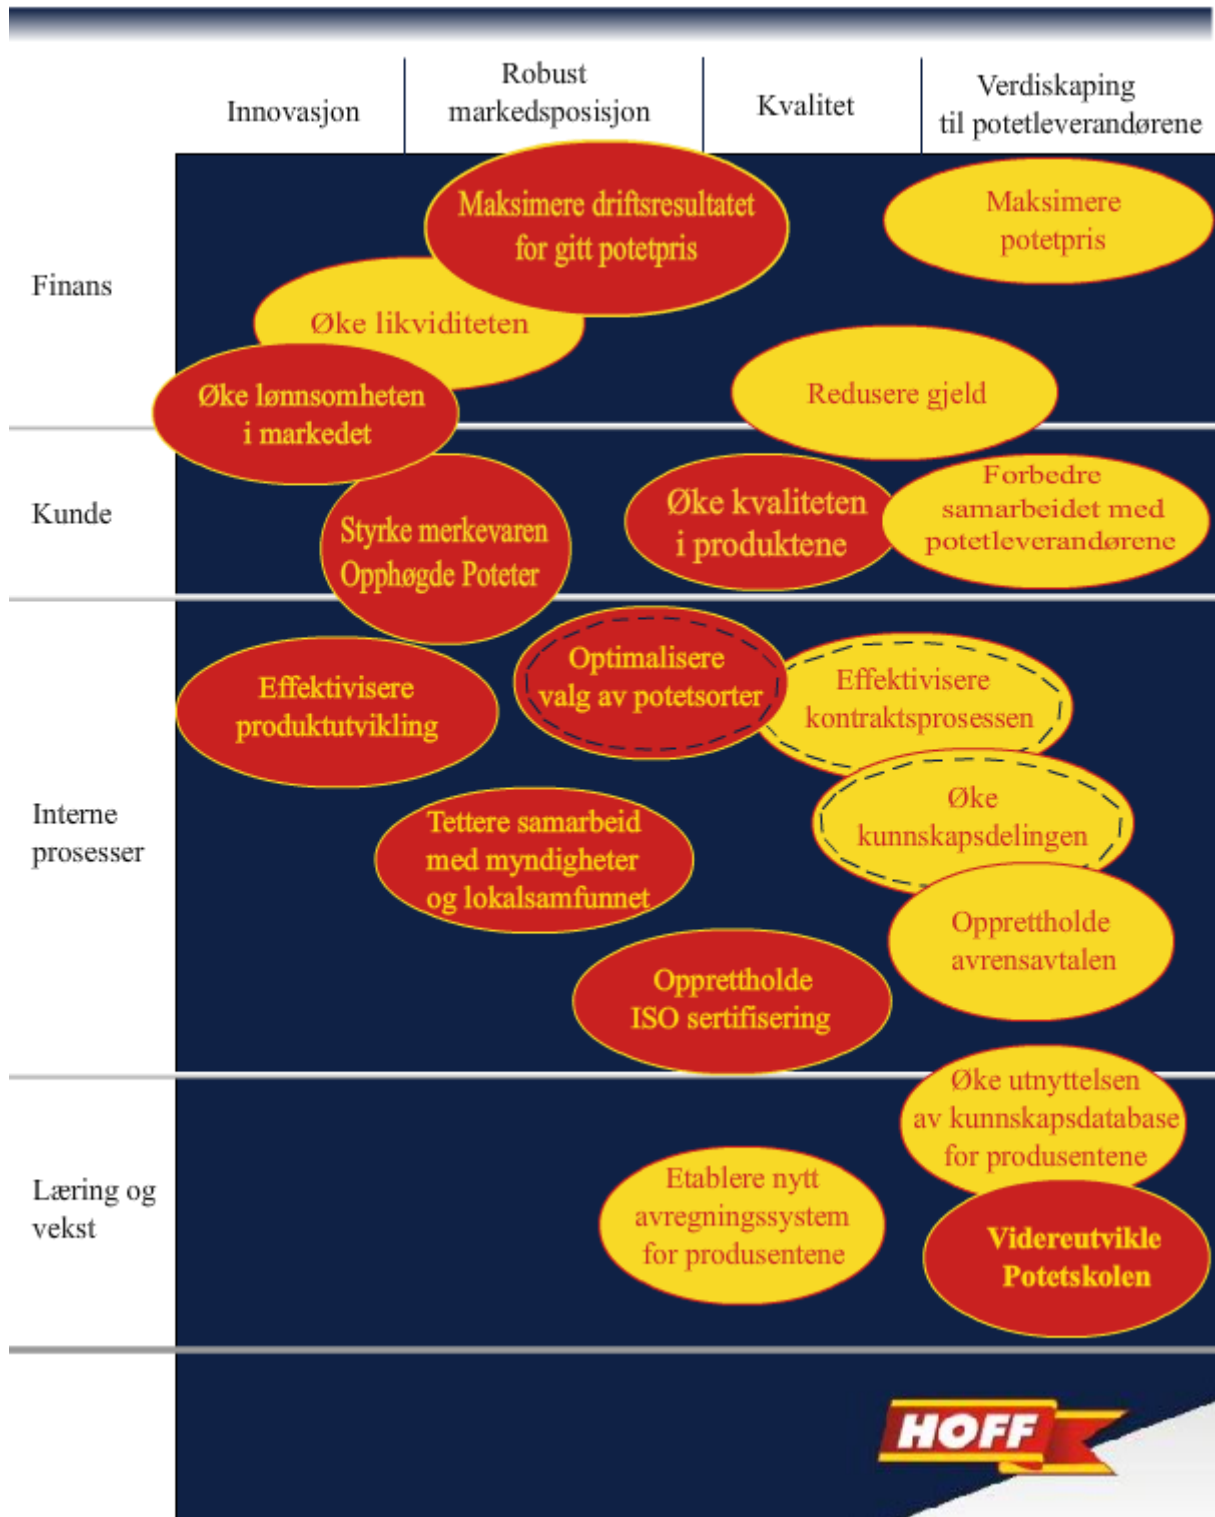 Innovasjon
Robust
markedsposisjon
Kvalitet
Verdiskaping
til potetleverandørene
Finans
Maksimere driftsresultatet
for gitt potetpris
Maksimere
potetpris
Øke likviditeten
Øke lønnsomheten
i markedet
Redusere gjeld
Kunde
Styrke merkevaren
Opphøgde Poteter
Øke kvaliteten
i produktene
Forbedre
samarbeidet med
potetleverandørene
Interne
prosesser
Effektivisere
produktutvikling
Optimalisere
valg av potetsorter
Effektivisere
kontraktsprosessen
Tettere samarbeid
med myndigheter
og lokalsamfunnet
Øke
kunnskapsdelingen
Opprettholde
avrensavtalen
Opprettholde
ISO sertifisering
Læring og
vekst
Øke utnyttelsen
av kunnskapsdatabase
for produsentene
Etablere nytt
avregningssystem
for produsentene
Videreutvikle
Potetskolen
HOFF